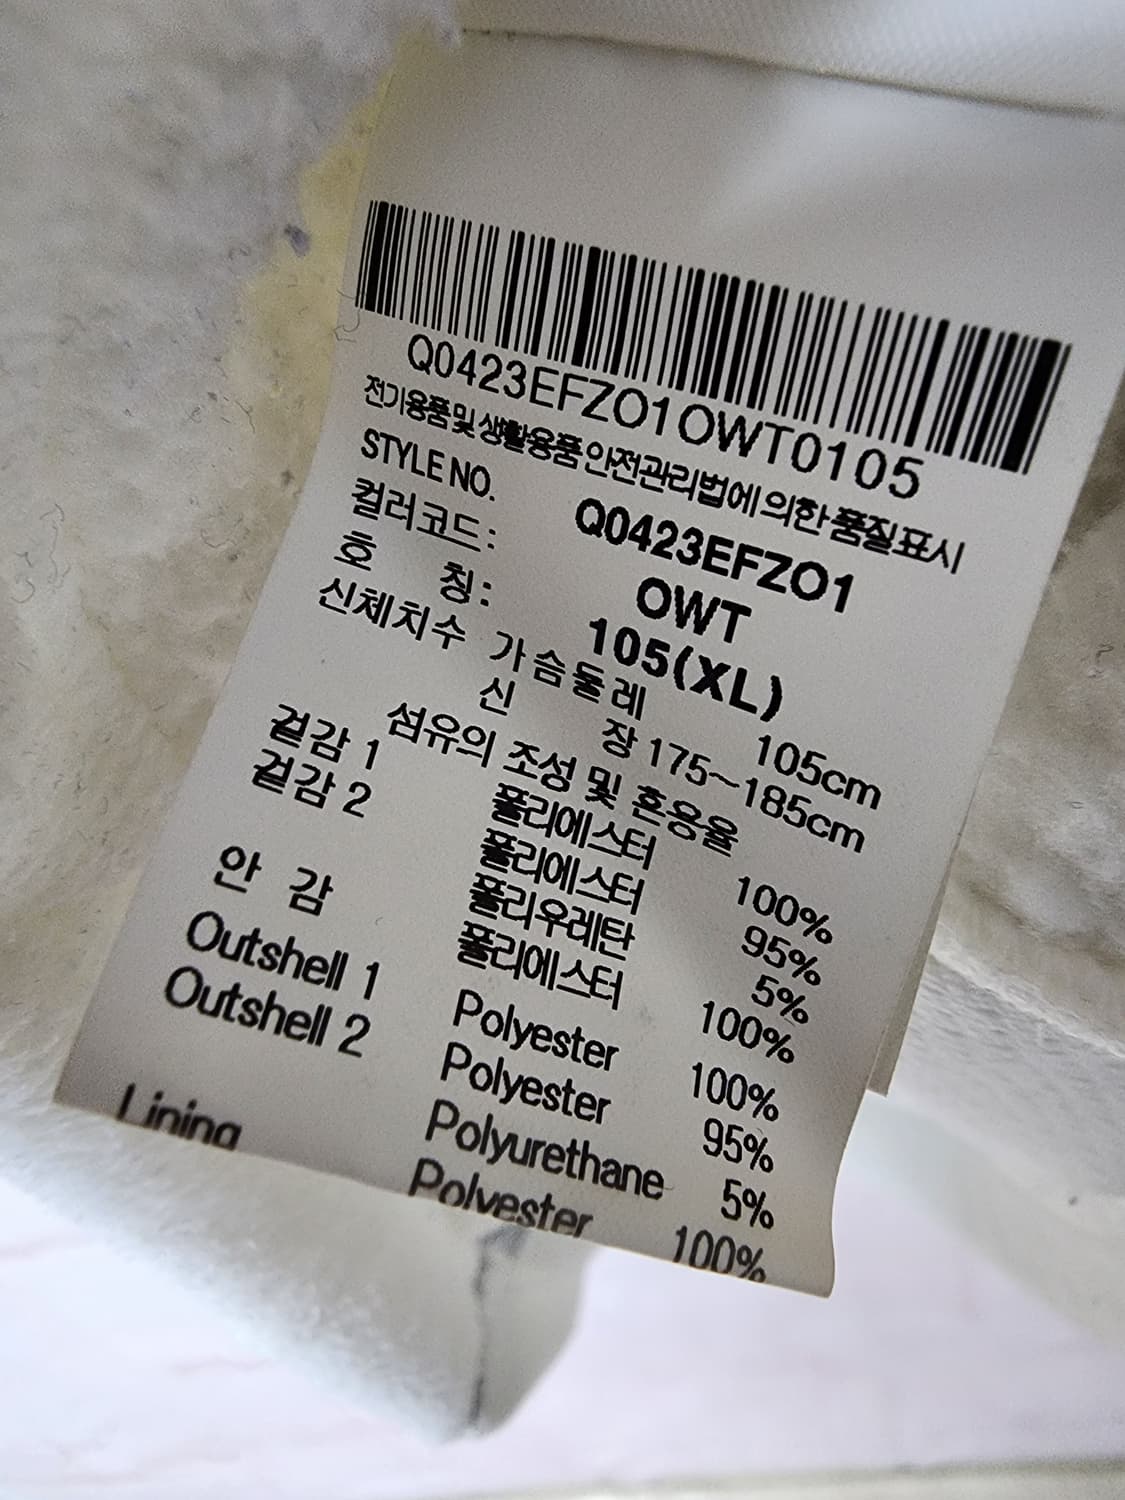 Q0423EFZO1OWT0105
전기용품 및 생활용품 안전관리법에 의한 품질표시
STYLE NO. Q0423EFZO1
컬러코드: OWT
호 칭: 105(XL)
신체치수 가슴둘레 105cm
신 장 175~185cm
섬유의 조성 및 혼용율
겉감 1 폴리에스터 100%
겉감 2 폴리에스터 95%
폴리우레탄 5%
안 감 폴리에스터 100%
Outshell 1 Polyester 100%
Outshell 2 Polyester 95%
Polyurethane 5%
Lining Polyester 100%